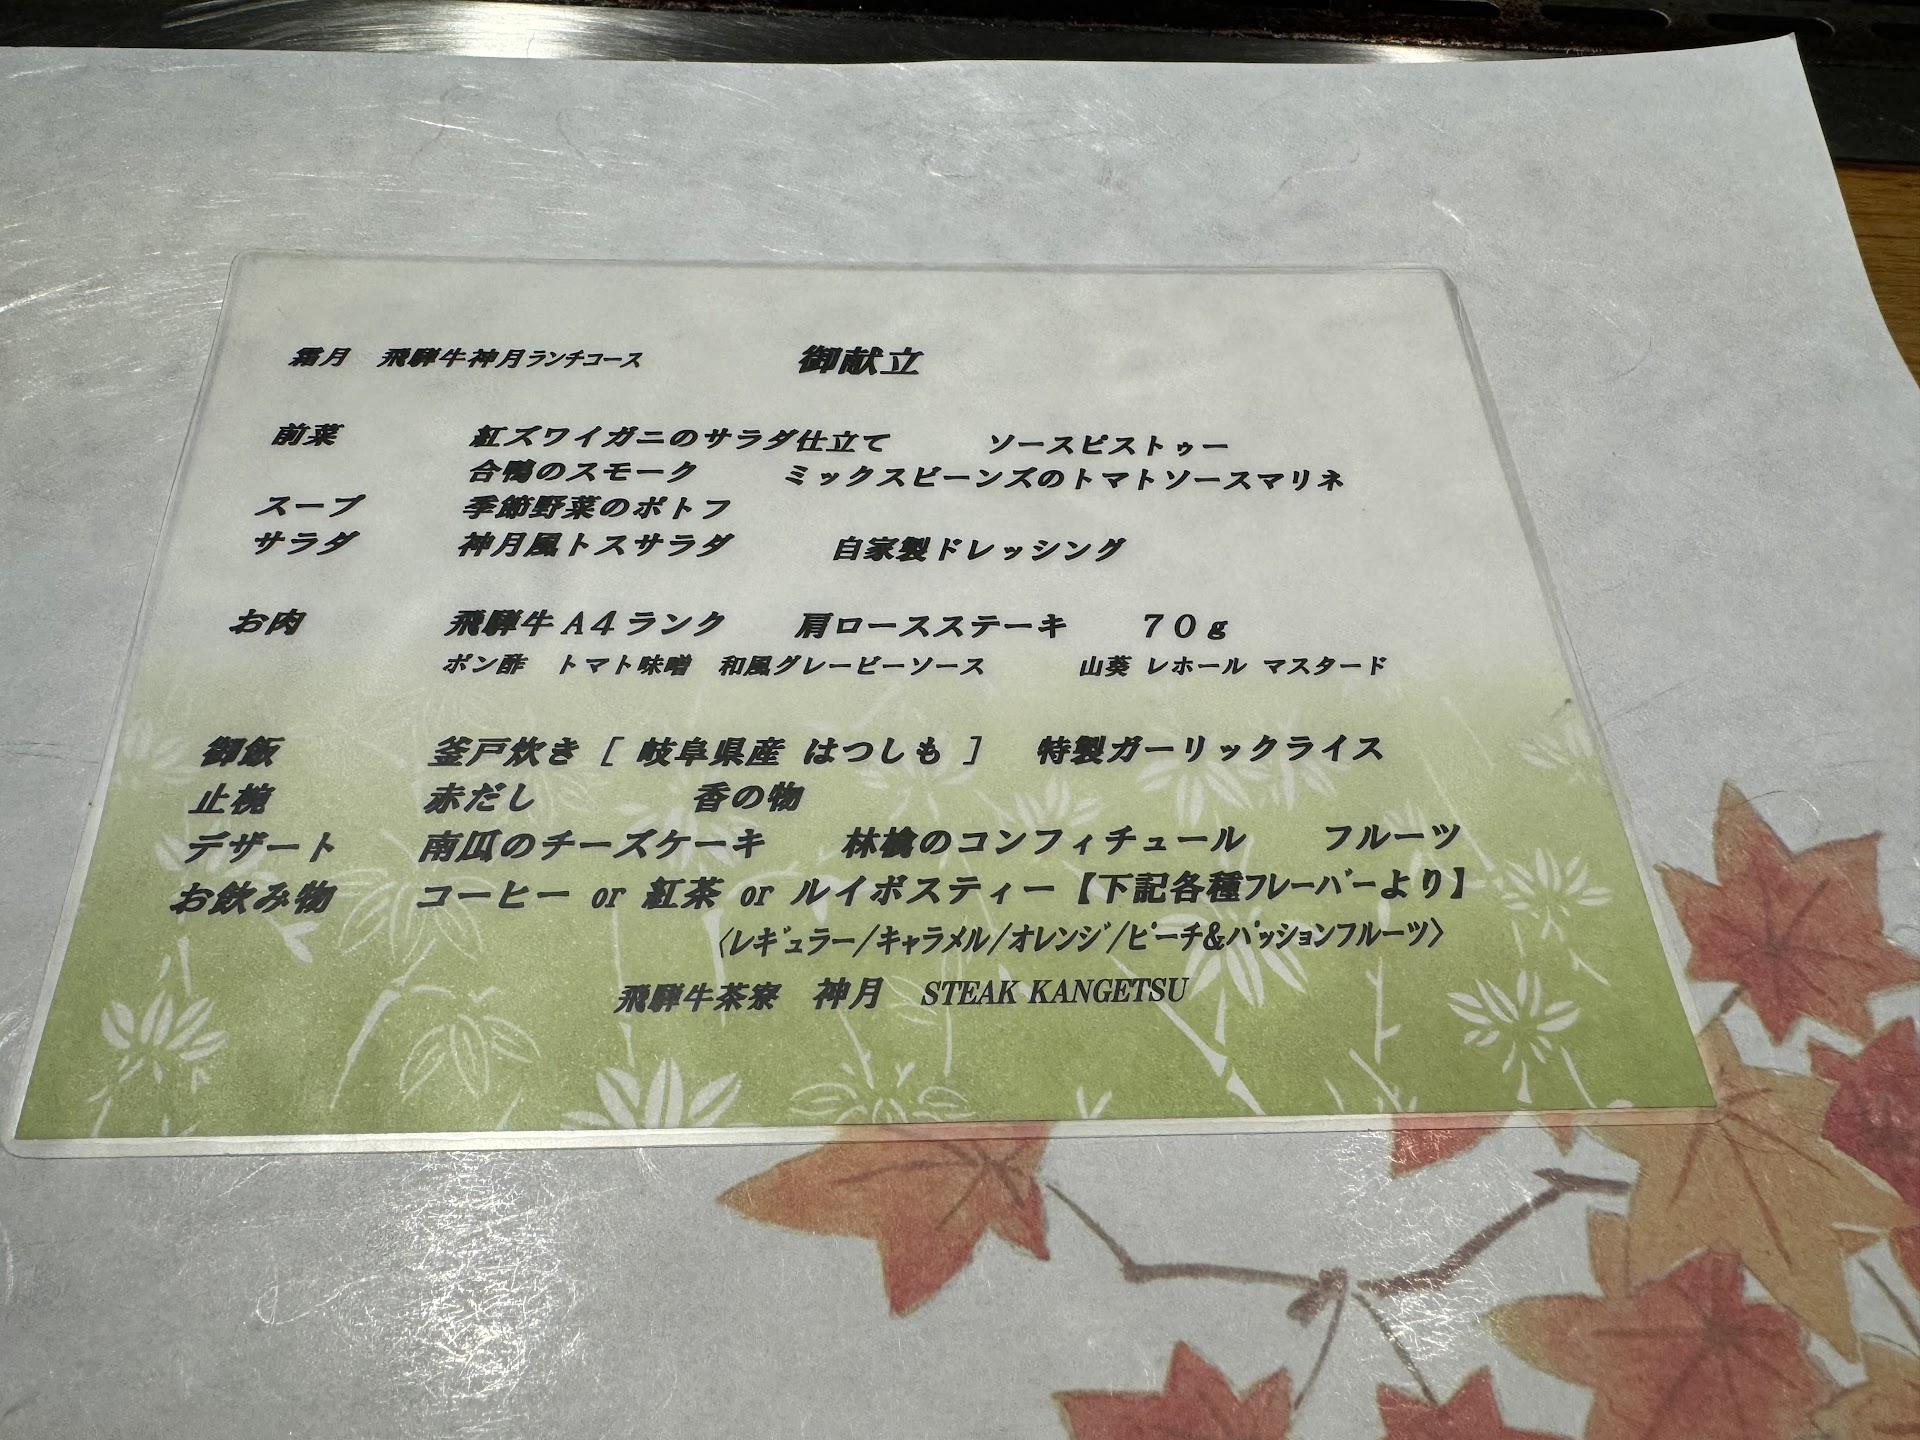 霜月　飛騨牛神月ランチコース　御献立
前菜　紅ズワイガニのサラダ仕立て　ソースピストゥー
合鴨のスモーク　ミックスビーンズのトマトソースマリネ
スープ　季節野菜のポトフ
サラダ　神月風トスサラダ　自家製ドレッシング
お肉　飛騨牛A４ランク　肩ロースステーキ　７０ｇ
ポン酢　トマト味噌　和風グレービーソース　山葵 レホール マスタード
御飯　釜戸炊き［ 岐阜県産 はつしも ］　特製ガーリックライス
止椀　赤だし　香の物
デザート　南瓜のチーズケーキ　林檎のコンフィチュール　フルーツ
お飲み物　コーヒー or 紅茶 or ルイボスティー【下記各種フレーバーより】
〈レギュラー/キャラメル/オレンジ/ピーチ&パッションフルーツ〉
飛騨牛茶寮　神月　STEAK KANGETSU